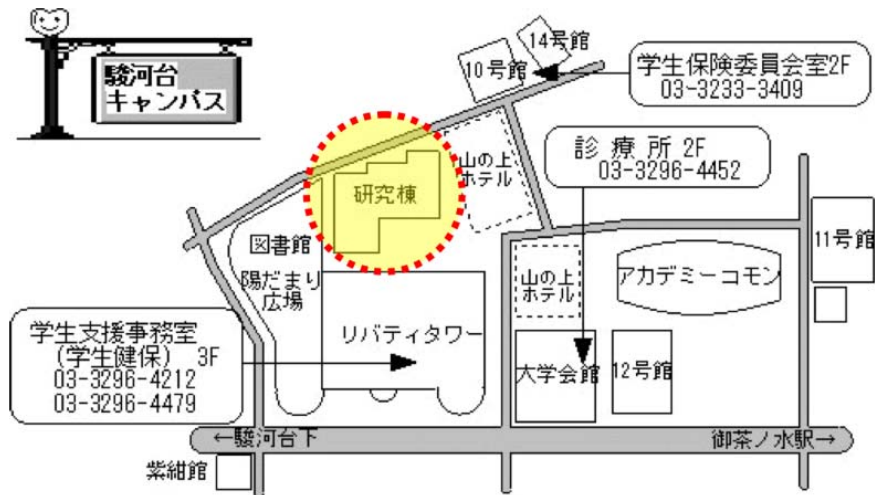 駿河台
キャンパス
14号館
10号館
学生保険委員会室2F
03-3233-3409
診 療 所 2F
03-3296-4452
山の上
ホテル
研究棟
図書館
11号館
陽だまり
広場
山の上
ホテル
アカデミーコモン
学生支援事務室
(学生健保) 3F
03-3296-4212
03-3296-4479
リバティタワー
大学会館
12号館
←駿河台下
御茶ノ水駅→
紫紺館